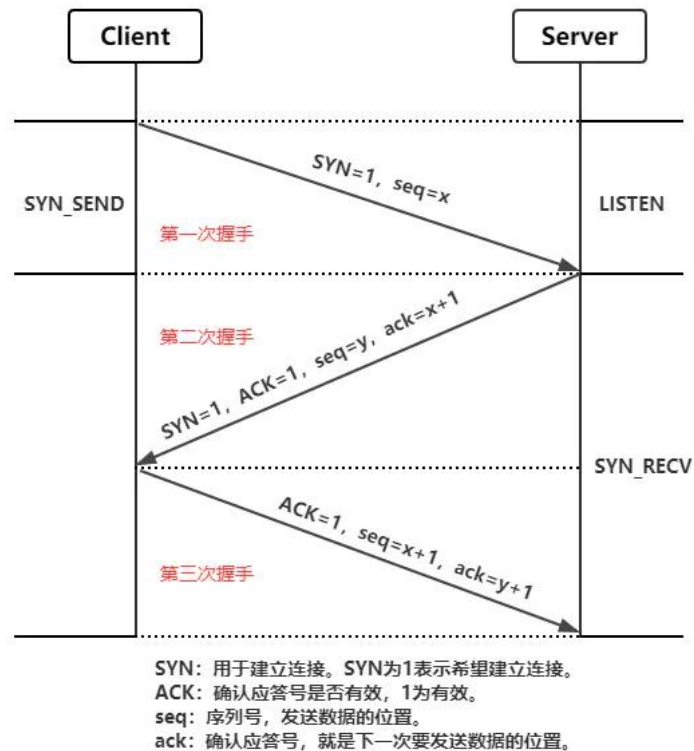 Client
Server
SYN=1, seq=x
SYN_SEND
LISTEN
第一次握手
SYN=1, ACK=1, seq=y, ack=x+1
第二次握手
SYN_RECV
ACK=1, seq=x+1, ack=y+1
第三次握手
SYN：用于建立连接。SYN为1表示希望建立连接。
ACK：确认应答号是否有效，1为有效。
seq：序列号，发送数据的位置。
ack：确认应答号，就是下一次要发送数据的位置。